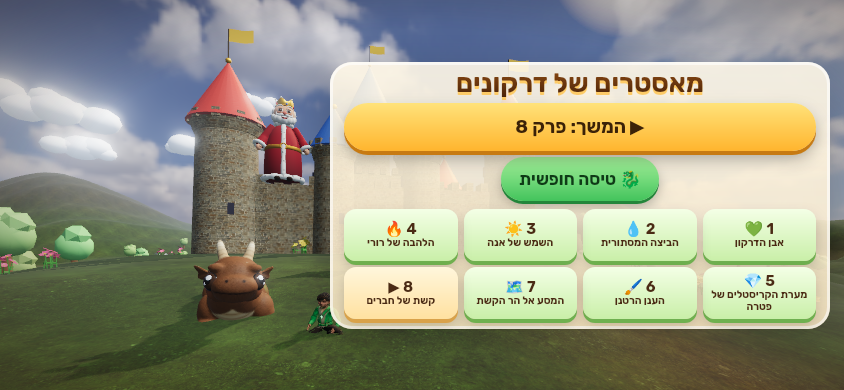 מאסטרים של דרקונים
▶ המשך: פרק 8
🐉 טיסה חופשית
1 💚
אבן הדרקון
2 💧
הביצה המסתורית
3 ☀️
השמש של אנה
4 🔥
הלהבה של רורי
5 💎
מערת הקריסטלים של
פטרה
6 🖌️
הענן הרטנן
7 🗺️
המסע אל הר הקשת
8 ▶
קשת של חברים